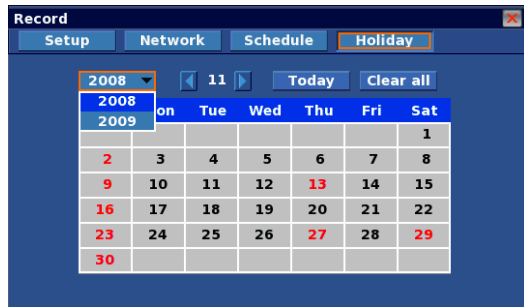 Record
Setup Network Schedule Holiday
2008 11 Today Clear all
2008 on Tue Wed Thu Fri Sat
2009
1
2 3 4 5 6 7 8
9 10 11 12 13 14 15
16 17 18 19 20 21 22
23 24 25 26 27 28 29
30